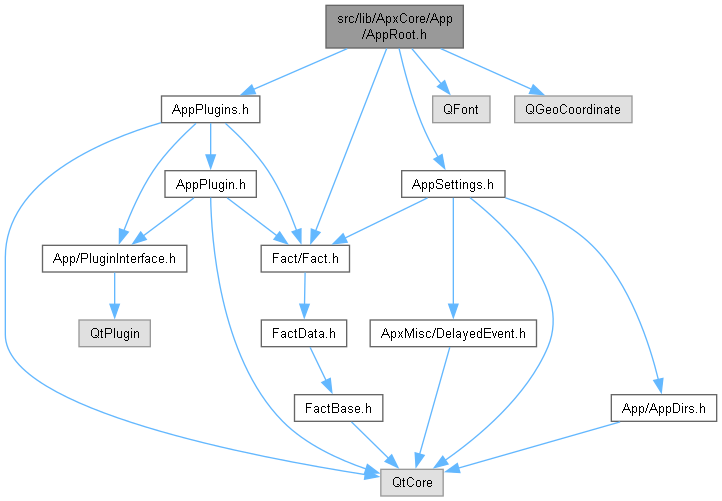 src/lib/ApxCore/App
/AppRoot.h
AppPlugins.h
QFont
QGeoCoordinate
AppPlugin.h
AppSettings.h
App/PluginInterface.h
Fact/Fact.h
QtPlugin
FactData.h
ApxMisc/DelayedEvent.h
FactBase.h
App/AppDirs.h
QtCore